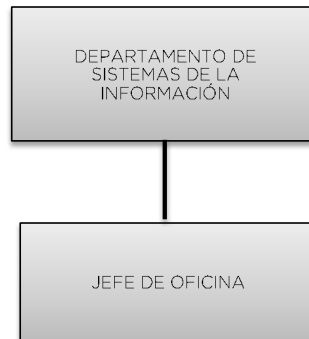 DEPARTAMENTO DE
SISTEMAS DE LA
INFORMACIÓN
JEFE DE OFICINA